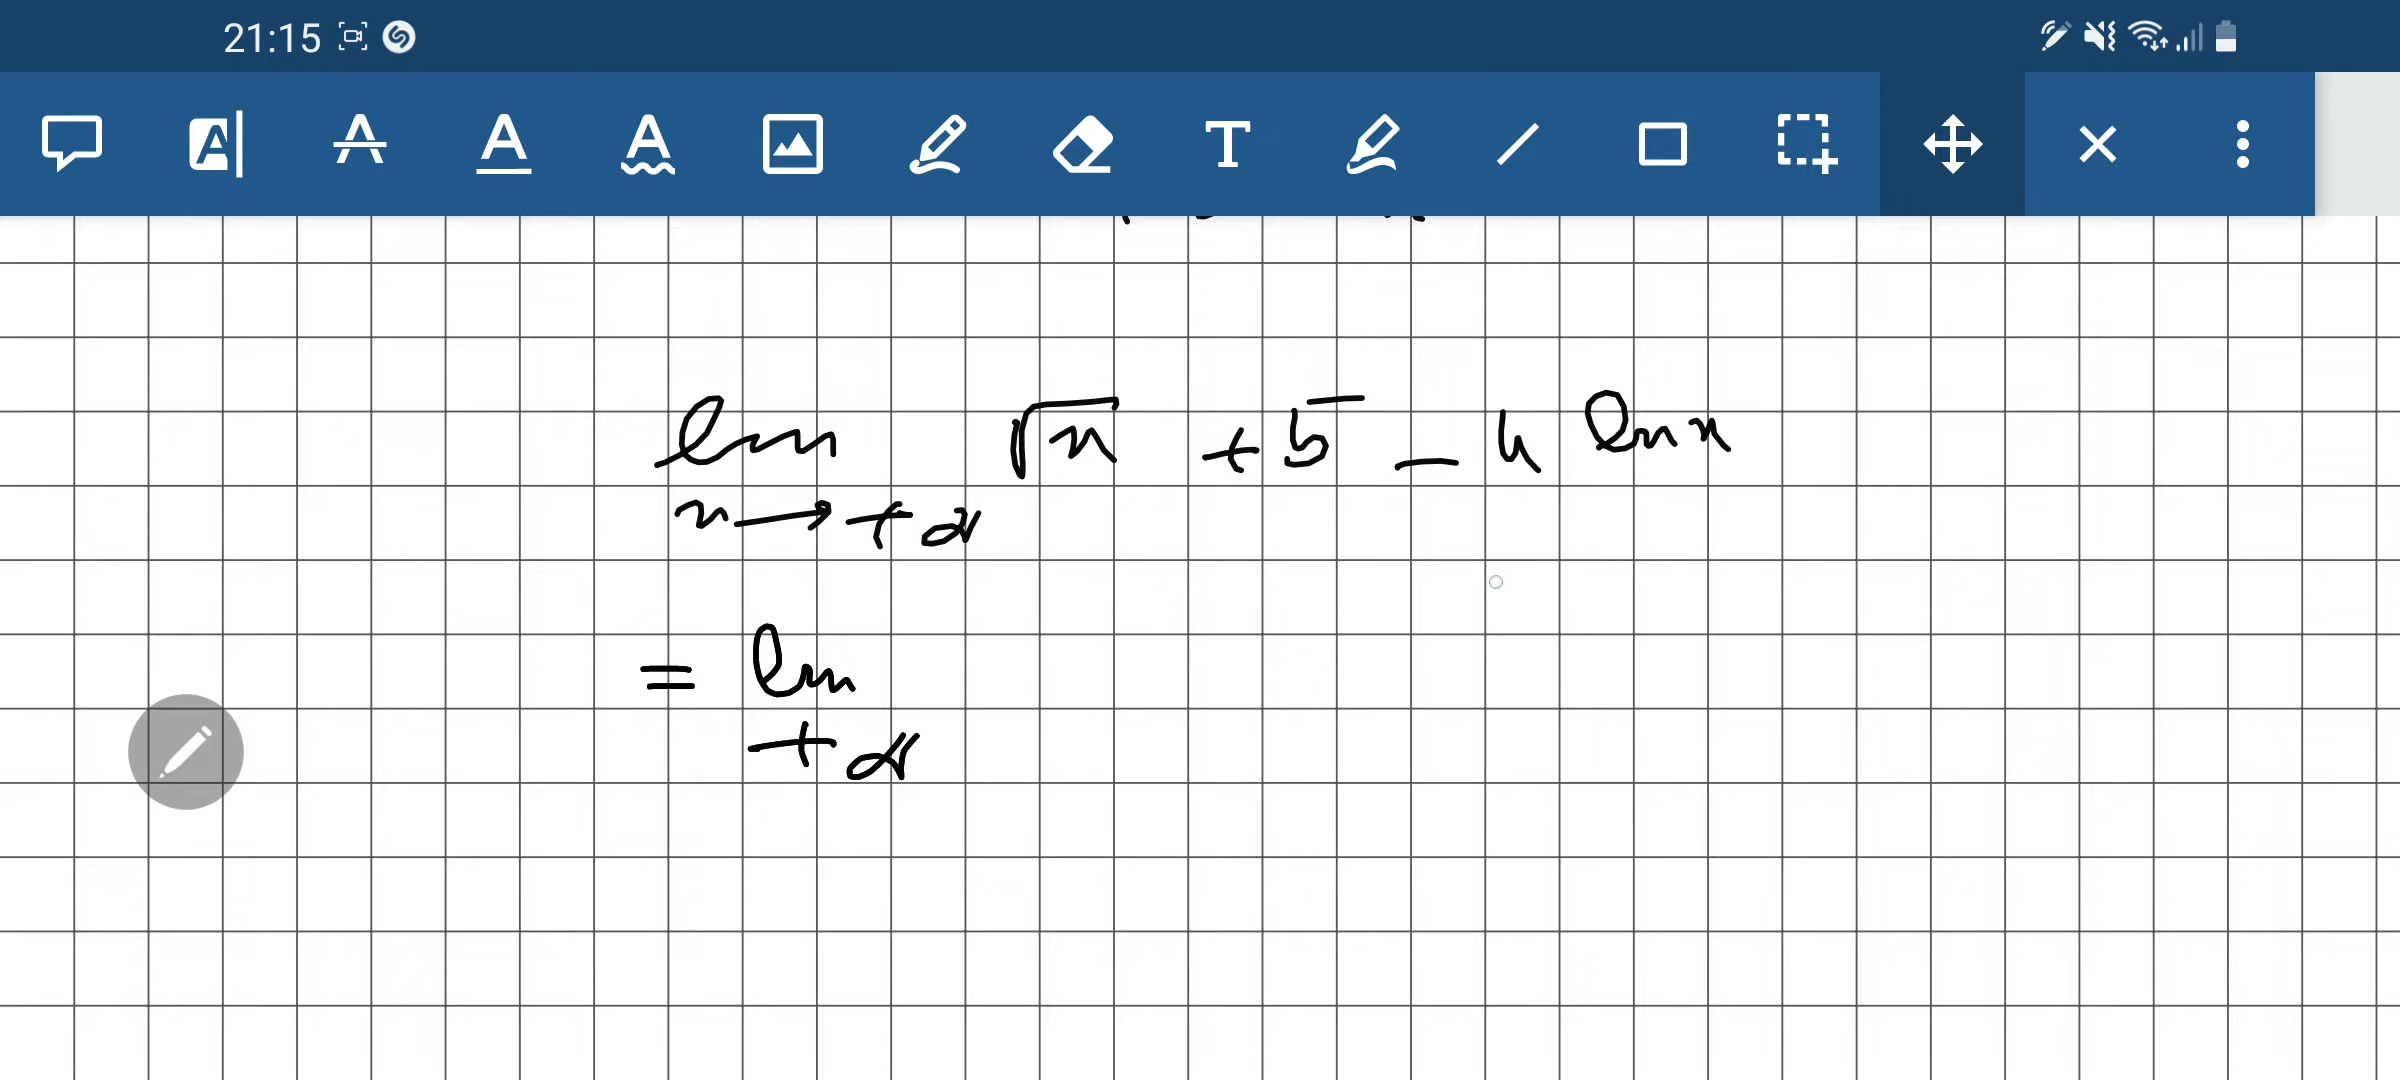 21:15
lim √x + 5 - 4 ln x
x → +∞
= lim
+∞